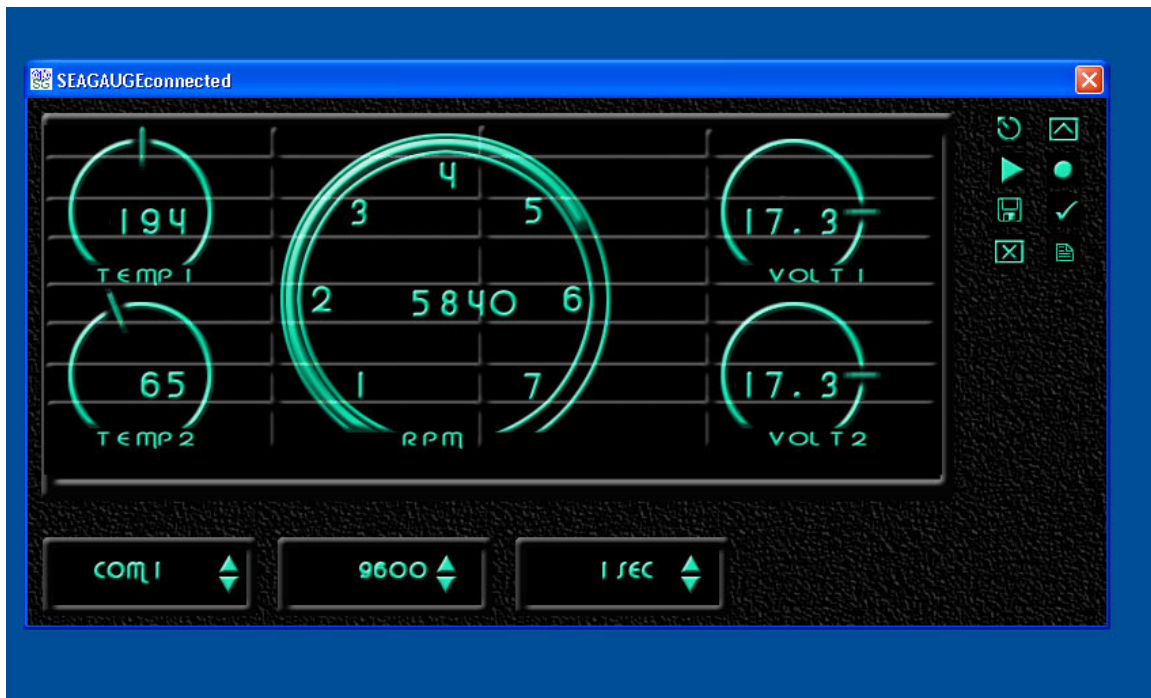 SEAGAUGEconnected
4
3 5
194 17.3
TEMP 1 VOLT 1
2 5840 6
65 1 7 17.3
TEMP 2 RPM VOLT 2
COM 1 9600 1 SEC